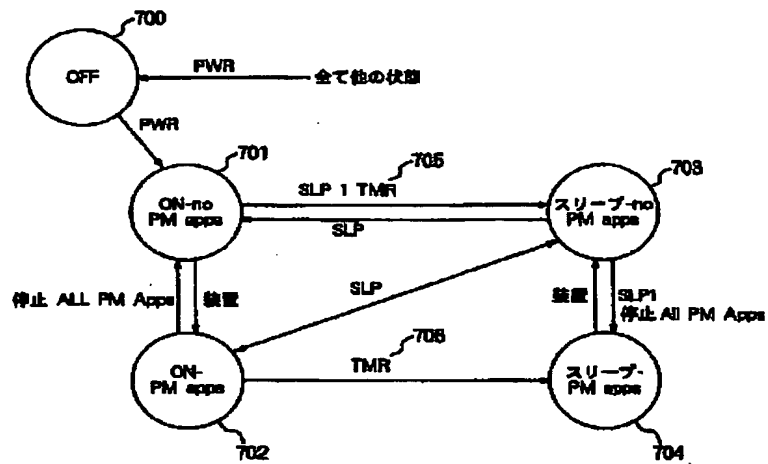 700
OFF
PWR
全て他の状態
PWR
701
705
703
ON-no
PM apps
SLP 1 TMR
スリープ-no
PM apps
SLP
停止 ALL PM Apps
装置
SLP
装置
SLP1
停止 All PM Apps
706
TMR
ON-
PM apps
スリープ-
PM apps
702
704